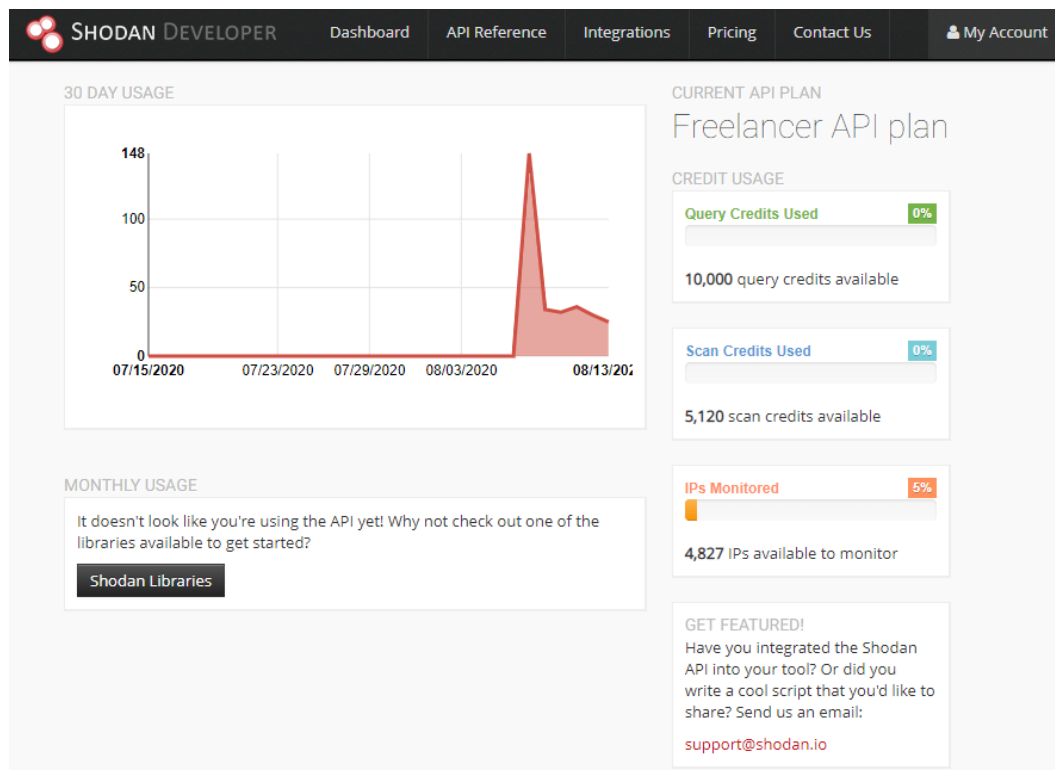 SHODAN DEVELOPER
Dashboard
API Reference
Integrations
Pricing
Contact Us
My Account
30 DAY USAGE
148
100
50
0
07/15/2020
07/23/2020
07/29/2020
08/03/2020
08/13/202
MONTHLY USAGE
It doesn't look like you're using the API yet! Why not check out one of the
libraries available to get started?
Shodan Libraries
CURRENT API PLAN
Freelancer API plan
CREDIT USAGE
Query Credits Used
0%
10,000 query credits available
Scan Credits Used
0%
5,120 scan credits available
IPs Monitored
5%
4,827 IPs available to monitor
GET FEATURED!
Have you integrated the Shodan
API into your tool? Or did you
write a cool script that you'd like to
share? Send us an email:
support@shodan.io